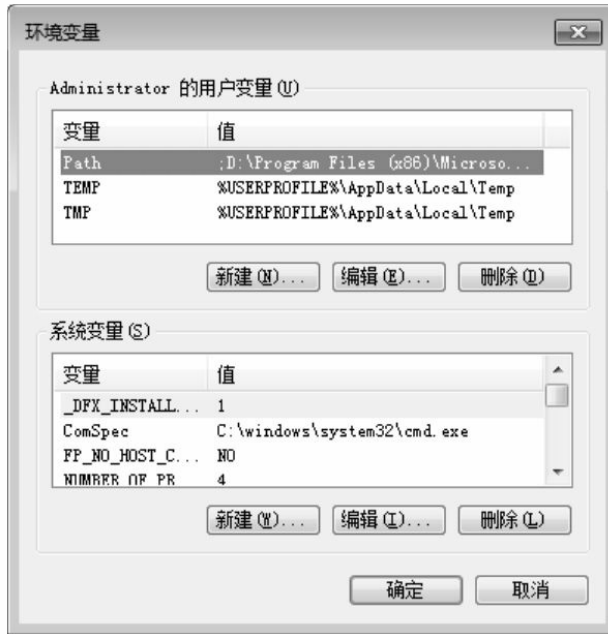 环境变量
Administrator 的用户变量(U)
变量 值
Path ;D:\Program Files (x86)\Microso...
TEMP %USERPROFILE%\AppData\Local\Temp
TMP %USERPROFILE%\AppData\Local\Temp
新建(N)... 编辑(E)... 删除(D)
系统变量(S)
变量 值
_DFX_INSTALL... 1
ComSpec C:\windows\system32\cmd.exe
FP_NO_HOST_C... NO
NUMBER_OF_PR... 4
新建(W)... 编辑(I)... 删除(L)
确定 取消